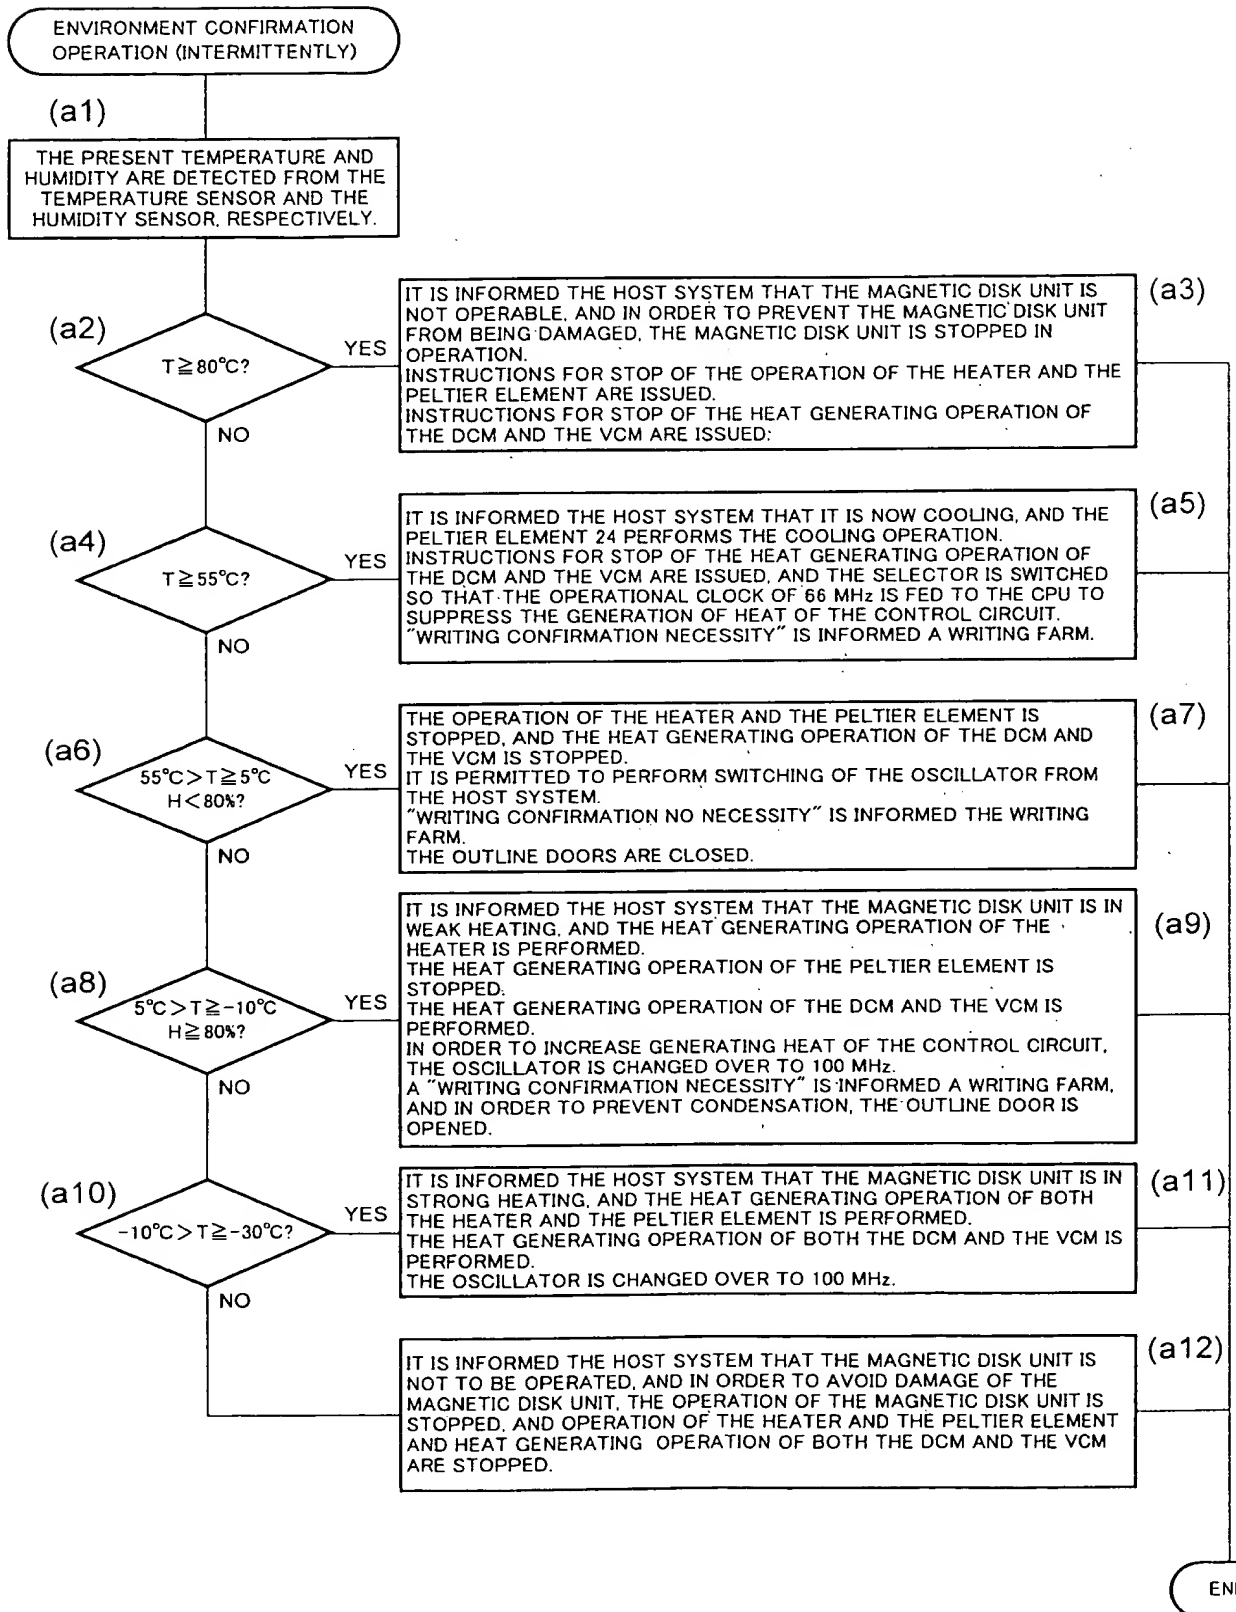 ENVIRONMENT CONFIRMATION
OPERATION (INTERMITTENTLY)
(a1)
THE PRESENT TEMPERATURE AND
HUMIDITY ARE DETECTED FROM THE
TEMPERATURE SENSOR AND THE
HUMIDITY SENSOR, RESPECTIVELY.
(a2)
T≧80°C?
YES
NO
(a3)
IT IS INFORMED THE HOST SYSTEM THAT THE MAGNETIC DISK UNIT IS
NOT OPERABLE, AND IN ORDER TO PREVENT THE MAGNETIC DISK UNIT
FROM BEING DAMAGED, THE MAGNETIC DISK UNIT IS STOPPED IN
OPERATION.
INSTRUCTIONS FOR STOP OF THE OPERATION OF THE HEATER AND THE
PELTIER ELEMENT ARE ISSUED.
INSTRUCTIONS FOR STOP OF THE HEAT GENERATING OPERATION OF
THE DCM AND THE VCM ARE ISSUED.
(a4)
T≧55°C?
YES
NO
(a5)
IT IS INFORMED THE HOST SYSTEM THAT IT IS NOW COOLING, AND THE
PELTIER ELEMENT 24 PERFORMS THE COOLING OPERATION.
INSTRUCTIONS FOR STOP OF THE HEAT GENERATING OPERATION OF
THE DCM AND THE VCM ARE ISSUED, AND THE SELECTOR IS SWITCHED
SO THAT THE OPERATIONAL CLOCK OF 66 MHz IS FED TO THE CPU TO
SUPPRESS THE GENERATION OF HEAT OF THE CONTROL CIRCUIT.
"WRITING CONFIRMATION NECESSITY" IS INFORMED A WRITING FARM.
(a6)
55°C>T≧5°C
H<80%?
YES
NO
(a7)
THE OPERATION OF THE HEATER AND THE PELTIER ELEMENT IS
STOPPED, AND THE HEAT GENERATING OPERATION OF THE DCM AND
THE VCM IS STOPPED.
IT IS PERMITTED TO PERFORM SWITCHING OF THE OSCILLATOR FROM
THE HOST SYSTEM.
"WRITING CONFIRMATION NO NECESSITY" IS INFORMED THE WRITING
FARM.
THE OUTLINE DOORS ARE CLOSED.
(a8)
5°C>T≧-10°C
H≧80%?
YES
NO
(a9)
IT IS INFORMED THE HOST SYSTEM THAT THE MAGNETIC DISK UNIT IS IN
WEAK HEATING, AND THE HEAT GENERATING OPERATION OF THE
HEATER IS PERFORMED.
THE HEAT GENERATING OPERATION OF THE PELTIER ELEMENT IS
STOPPED.
THE HEAT GENERATING OPERATION OF THE DCM AND THE VCM IS
PERFORMED.
IN ORDER TO INCREASE GENERATING HEAT OF THE CONTROL CIRCUIT,
THE OSCILLATOR IS CHANGED OVER TO 100 MHz.
A "WRITING CONFIRMATION NECESSITY" IS INFORMED A WRITING FARM,
AND IN ORDER TO PREVENT CONDENSATION, THE OUTLINE DOOR IS
OPENED.
(a10)
-10°C>T≧-30°C?
YES
NO
(a11)
IT IS INFORMED THE HOST SYSTEM THAT THE MAGNETIC DISK UNIT IS IN
STRONG HEATING, AND THE HEAT GENERATING OPERATION OF BOTH
THE HEATER AND THE PELTIER ELEMENT IS PERFORMED.
THE HEAT GENERATING OPERATION OF BOTH THE DCM AND THE VCM IS
PERFORMED.
THE OSCILLATOR IS CHANGED OVER TO 100 MHz.
(a12)
IT IS INFORMED THE HOST SYSTEM THAT THE MAGNETIC DISK UNIT IS
NOT TO BE OPERATED, AND IN ORDER TO AVOID DAMAGE OF THE
MAGNETIC DISK UNIT, THE OPERATION OF THE MAGNETIC DISK UNIT IS
STOPPED, AND OPERATION OF THE HEATER AND THE PELTIER ELEMENT
AND HEAT GENERATING OPERATION OF BOTH THE DCM AND THE VCM
ARE STOPPED.